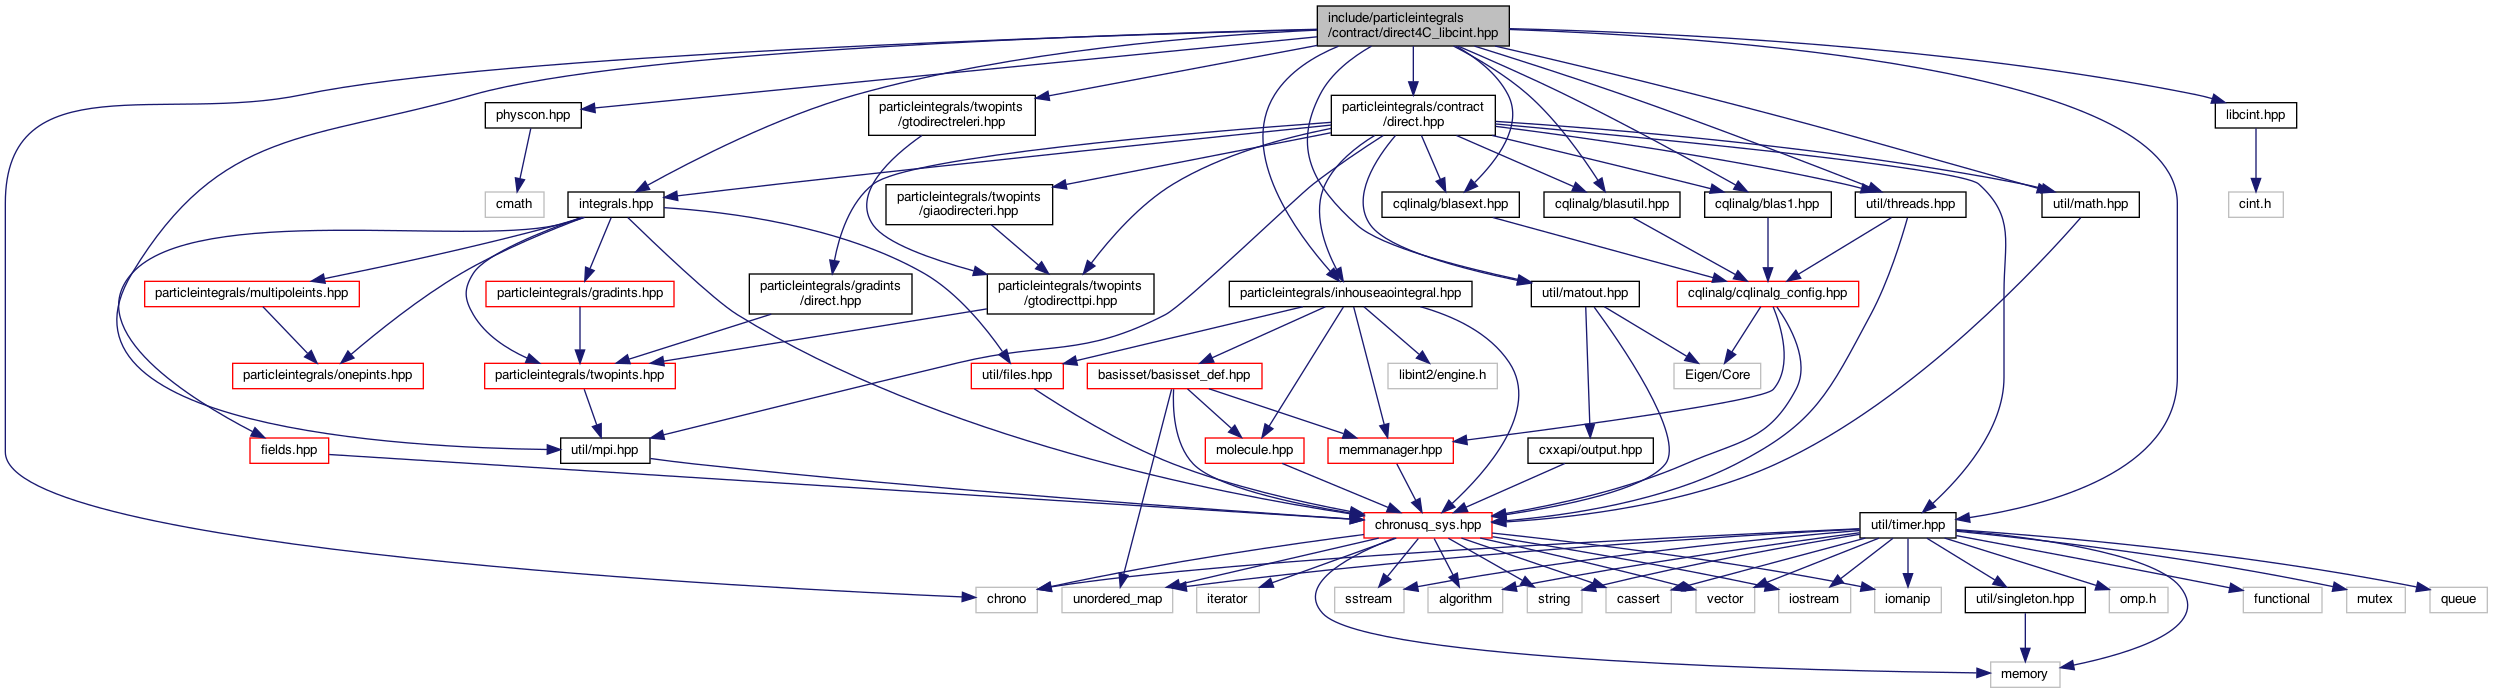 include/particleintegrals
/contract/direct4C_libcint.hpp
physcon.hpp
particleintegrals/twopints
/gtodirectreleri.hpp
particleintegrals/contract
/direct.hpp
libcint.hpp
cmath
integrals.hpp
particleintegrals/twopints
/giaodirecteri.hpp
cqlinalg/blasext.hpp
cqlinalg/blasutil.hpp
cqlinalg/blas1.hpp
util/threads.hpp
util/math.hpp
cint.h
particleintegrals/multipoleints.hpp
particleintegrals/gradints.hpp
particleintegrals/gradints
/direct.hpp
particleintegrals/twopints
/gtodirecttpi.hpp
particleintegrals/inhouseaointegral.hpp
util/matout.hpp
cqlinalg/cqlinalg_config.hpp
particleintegrals/onepints.hpp
particleintegrals/twopints.hpp
util/files.hpp
basisset/basisset_def.hpp
libint2/engine.h
Eigen/Core
fields.hpp
util/mpi.hpp
molecule.hpp
memmanager.hpp
cxxapi/output.hpp
chronusq_sys.hpp
util/timer.hpp
chrono
unordered_map
iterator
sstream
algorithm
string
cassert
vector
iostream
iomanip
util/singleton.hpp
omp.h
functional
mutex
queue
memory